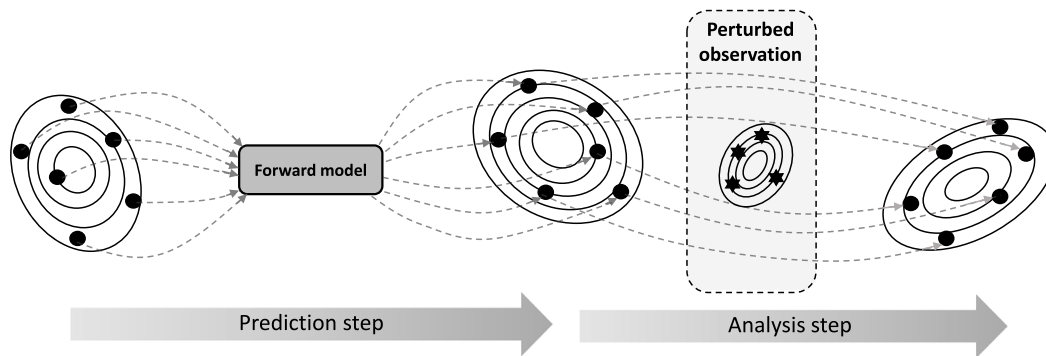 Perturbed
observation
Forward model
Prediction step
Analysis step